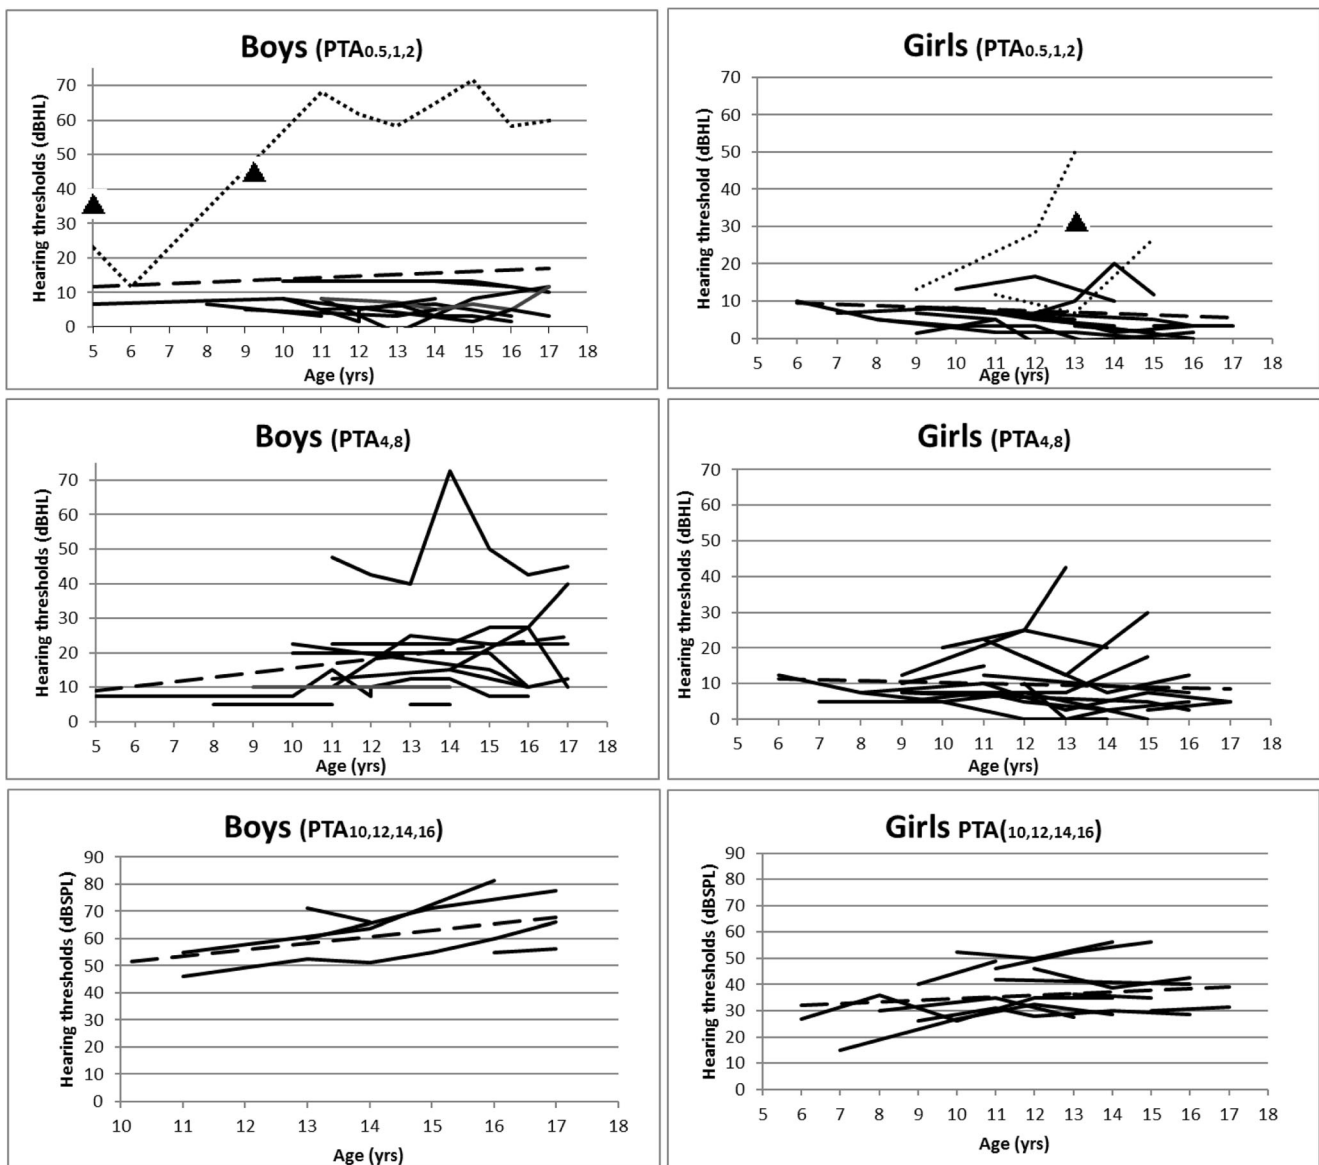 Boys (PTA0.5,1,2)
Hearing thresholds (dBHL)
70
60
50
40
30
20
10
0
5 6 7 8 9 10 11 12 13 14 15 16 17 18
Age (yrs)
Girls (PTA0.5,1,2)
Hearing threshold (dBHL)
70
60
50
40
30
20
10
0
5 6 7 8 9 10 11 12 13 14 15 16 17 18
Age (yrs)
Boys (PTA4,8)
Hearing thresholds (dBHL)
70
60
50
40
30
20
10
0
5 6 7 8 9 10 11 12 13 14 15 16 17 18
Age (yrs)
Girls (PTA4,8)
Hearing thresholds (dBHL)
70
60
50
40
30
20
10
0
5 6 7 8 9 10 11 12 13 14 15 16 17 18
Age (yrs)
Boys (PTA10,12,14,16)
Hearing thresholds (dBSPL)
90
80
70
60
50
40
30
20
10
0
10 11 12 13 14 15 16 17 18
Age (yrs)
Girls PTA(10,12,14,16)
Hearing thresholds (dBSPL)
90
80
70
60
50
40
30
20
10
0
5 6 7 8 9 10 11 12 13 14 15 16 17 18
Age (yrs)